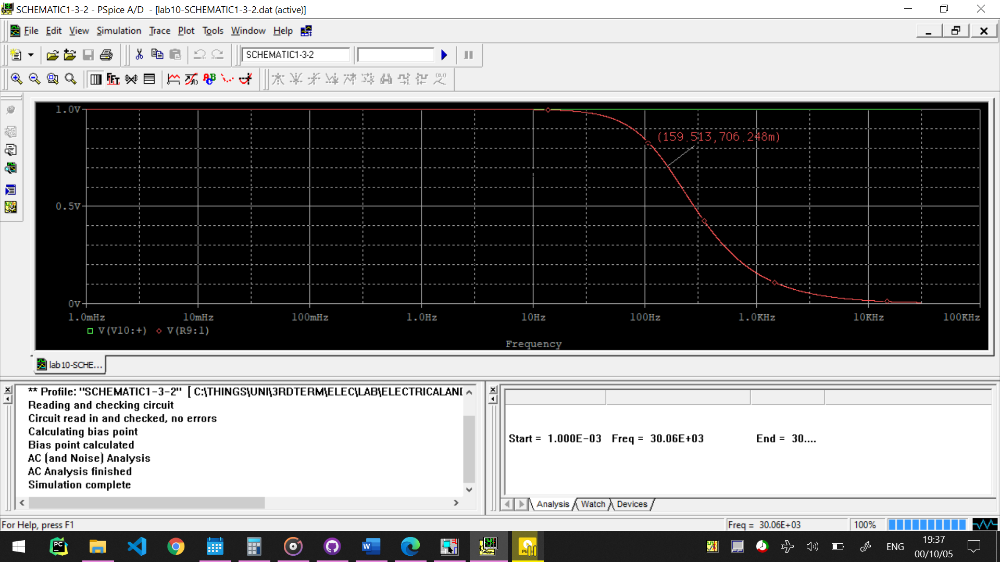 SCHEMATIC1-3-2 - PSpice A/D - [lab10-SCHEMATIC1-3-2.dat (active)]
File Edit View Simulation Trace Plot Tools Window Help
SCHEMATIC1-3-2
1.0V
(159.513,706.248m)
0.5V
0V
1.0mHz 10mHz 100mHz 1.0Hz 10Hz 100Hz 1.0KHz 10KHz 100KHz
V(V10:+) V(R9:1)
Frequency
lab10-SCHE...
** Profile: "SCHEMATIC1-3-2" [ C:\THINGS\UNI\3RDTERM\ELEC\LAB\ELECTRICALAND
Reading and checking circuit
Circuit read in and checked, no errors
Calculating bias point
Bias point calculated
AC (and Noise) Analysis
AC Analysis finished
Simulation complete
Start = 1.000E-03 Freq = 30.06E+03 End = 30....
Analysis Watch Devices
For Help, press F1
Freq = 30.06E+03 100%
ENG
19:37
00/10/05